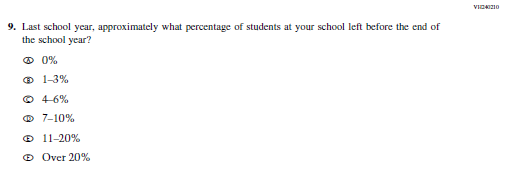 VH240210
9. Last school year, approximately what percentage of students at your school left before the end of
the school year?
Ⓐ 0%
Ⓑ 1–3%
Ⓒ 4–6%
Ⓓ 7–10%
Ⓔ 11–20%
Ⓕ Over 20%